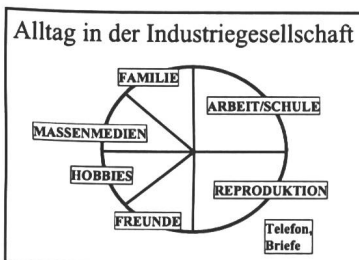 Alltag in der Industriegesellschaft
FAMILIE
ARBEIT/SCHULE
MASSENMEDIEN
HOBBIES
REPRODUKTION
FREUNDE
Telefon,
Briefe